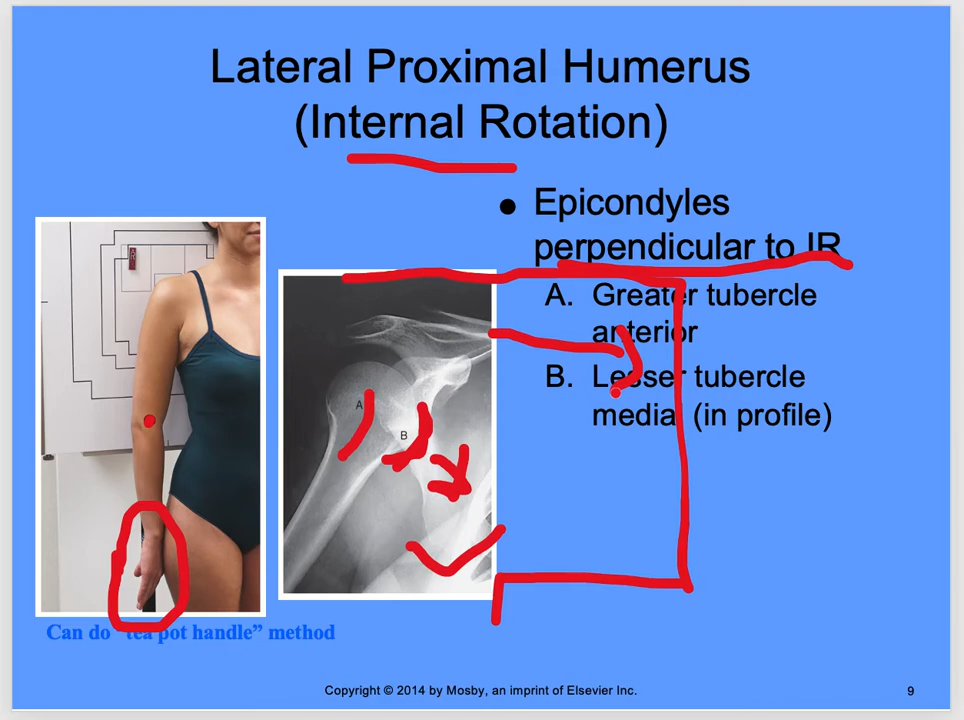 Lateral Proximal Humerus
(Internal Rotation)
• Epicondyles
perpendicular to IR
A. Greater tubercle
anterior
B. Lesser tubercle
medial (in profile)
A
B
Can do “tea pot handle” method
Copyright © 2014 by Mosby, an imprint of Elsevier Inc.
9